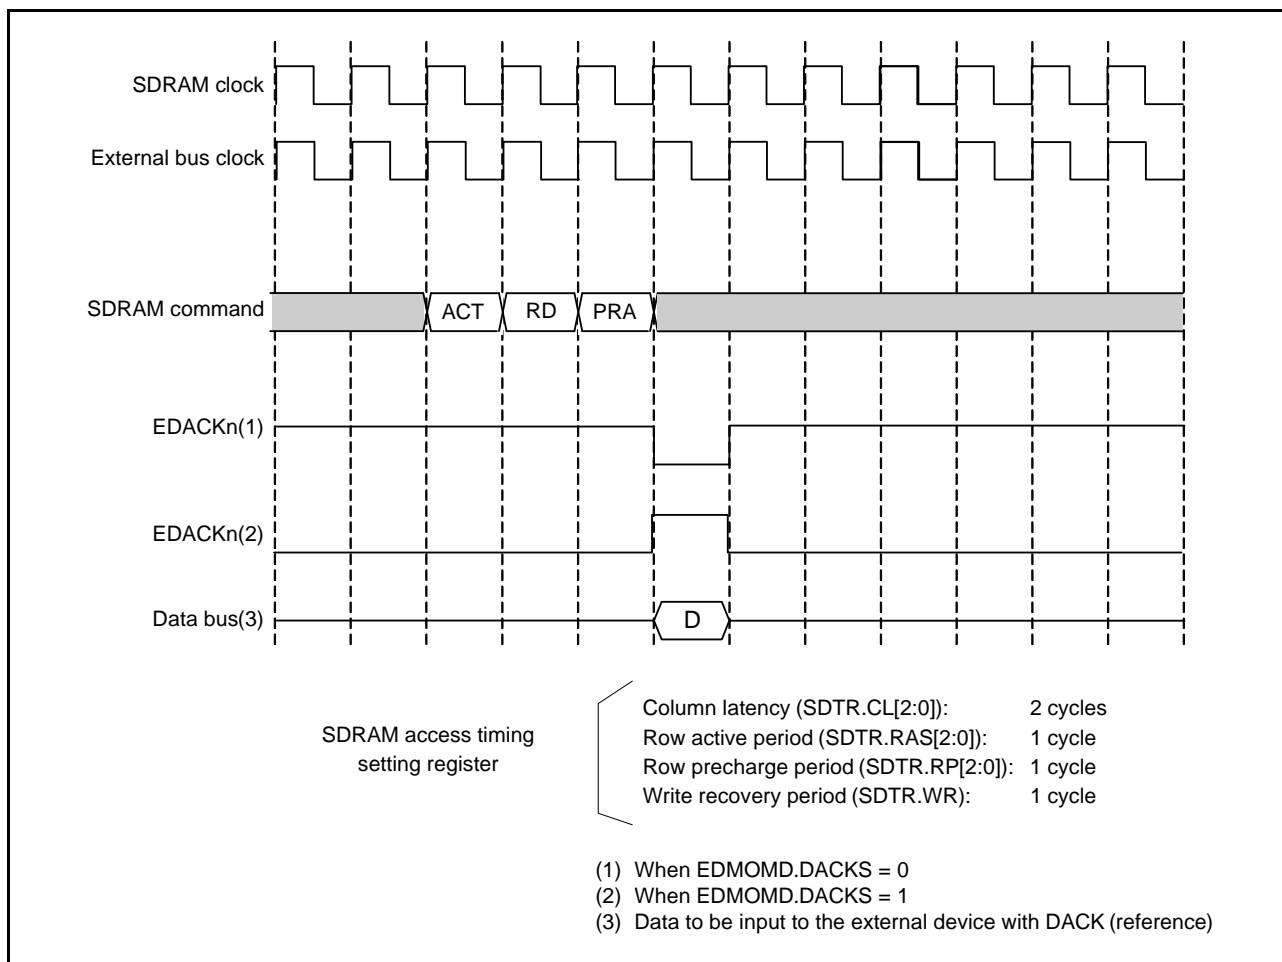 SDRAM clock
External bus clock
SDRAM command
ACT
RD
PRA
EDACKn(1)
EDACKn(2)
Data bus(3)
D
SDRAM access timing
setting register
Column latency (SDTR.CL[2:0]): 2 cycles
Row active period (SDTR.RAS[2:0]): 1 cycle
Row precharge period (SDTR.RP[2:0]): 1 cycle
Write recovery period (SDTR.WR): 1 cycle
(1) When EDMOMD.DACKS = 0
(2) When EDMOMD.DACKS = 1
(3) Data to be input to the external device with DACK (reference)